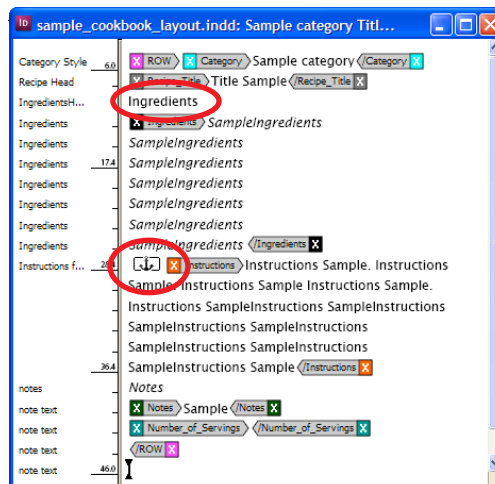 sample_cookbook_layout.indd: Sample category Titl...
Category Style 6.0 ROW Category Sample category /Category
Recipe Head Recipe_Title Title Sample /Recipe_Title
IngredientsH... Ingredients
Ingredients Ingredients SampleIngredients
Ingredients SampleIngredients
Ingredients 17.4 SampleIngredients
Ingredients SampleIngredients
Ingredients SampleIngredients
Ingredients SampleIngredients
Ingredients SampleIngredients /Ingredients
Instructions f... Instructions Instructions Sample. Instructions
Sample. Instructions Sample Instructions Sample.
Instructions SampleInstructions SampleInstructions
SampleInstructions SampleInstructions
SampleInstructions SampleInstructions
36.4 SampleInstructions Sample /Instructions
notes Notes
note text Notes Sample /Notes
note text Number_of_Servings /Number_of_Servings
note text /ROW
note text 46.0